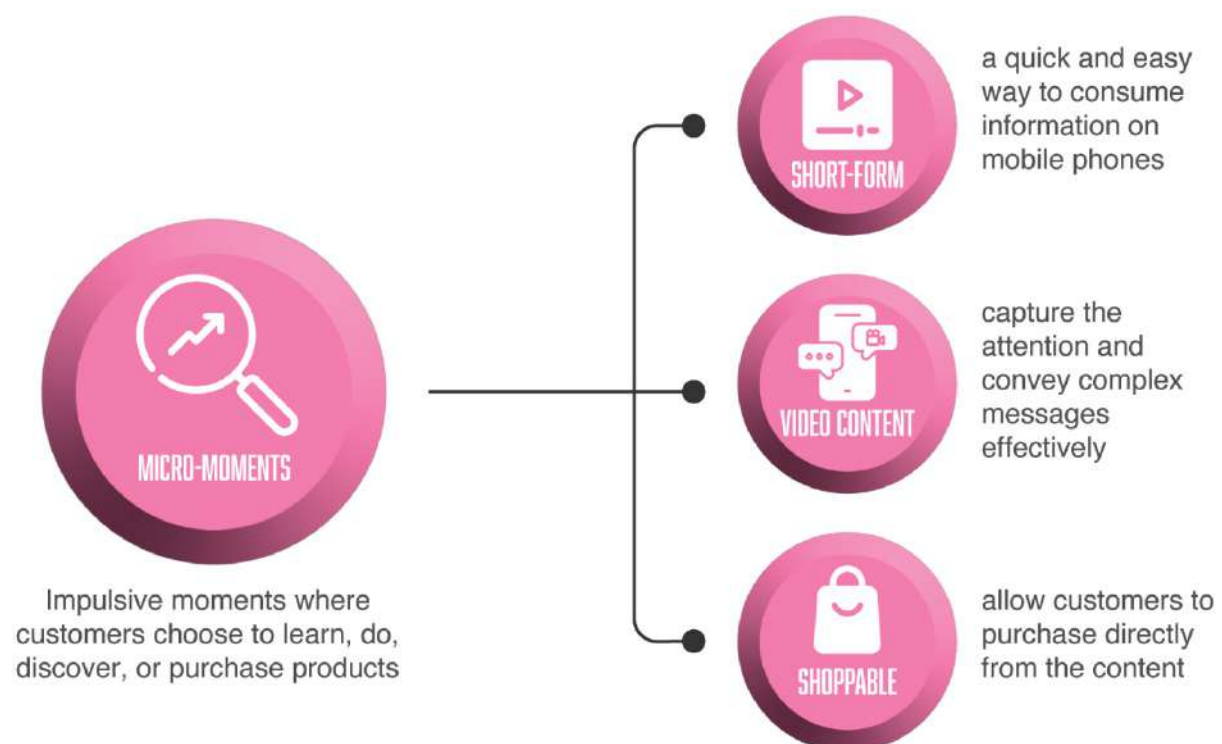 MICRO-MOMENTS
Impulsive moments where
customers choose to learn, do,
discover, or purchase products
SHORT-FORM
a quick and easy
way to consume
information on
mobile phones
VIDEO CONTENT
capture the
attention and
convey complex
messages
effectively
SHOPPABLE
allow customers to
purchase directly
from the content